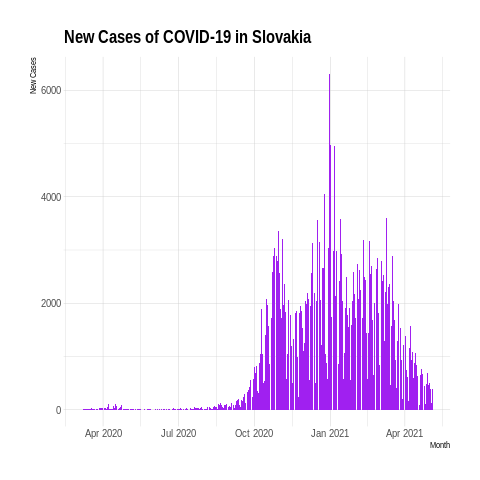 New Cases of COVID-19 in Slovakia
New Cases
6000
4000
2000
0
Apr 2020 Jul 2020 Oct 2020 Jan 2021 Apr 2021
Month